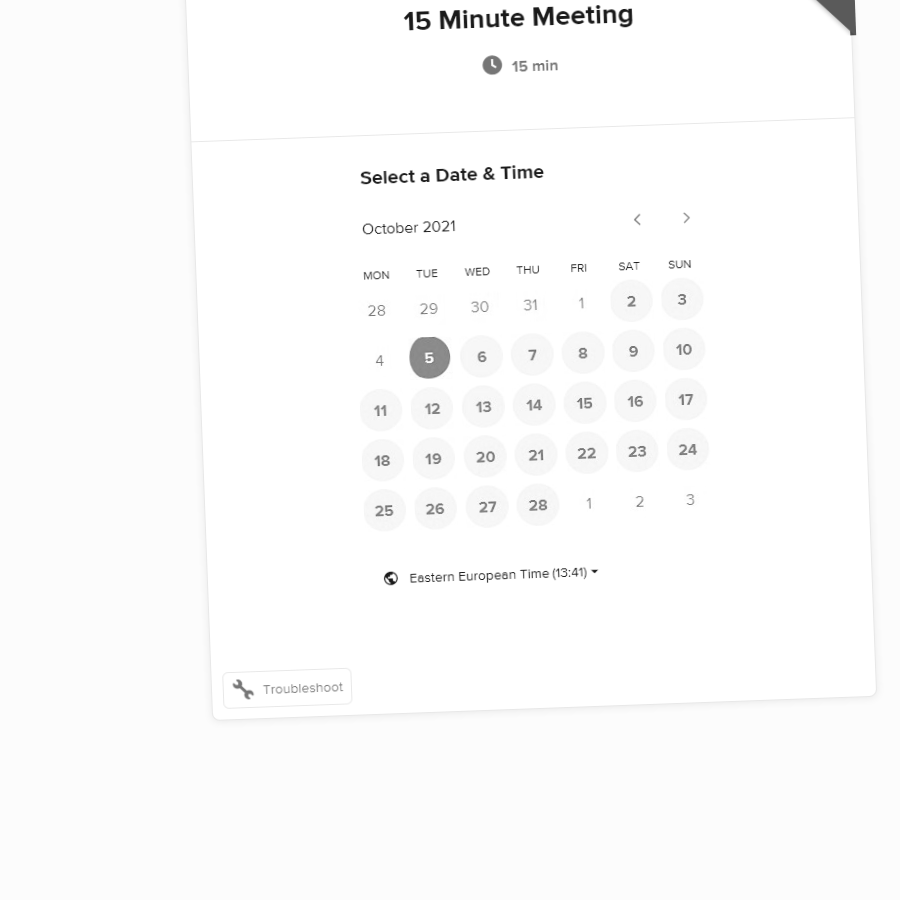 15 Minute Meeting
15 min
Select a Date & Time
October 2021
MON TUE WED THU FRI SAT SUN
28 29 30 31 1 2 3
4 5 6 7 8 9 10
11 12 13 14 15 16 17
18 19 20 21 22 23 24
25 26 27 28 1 2 3
Eastern European Time (13:41)
Troubleshoot